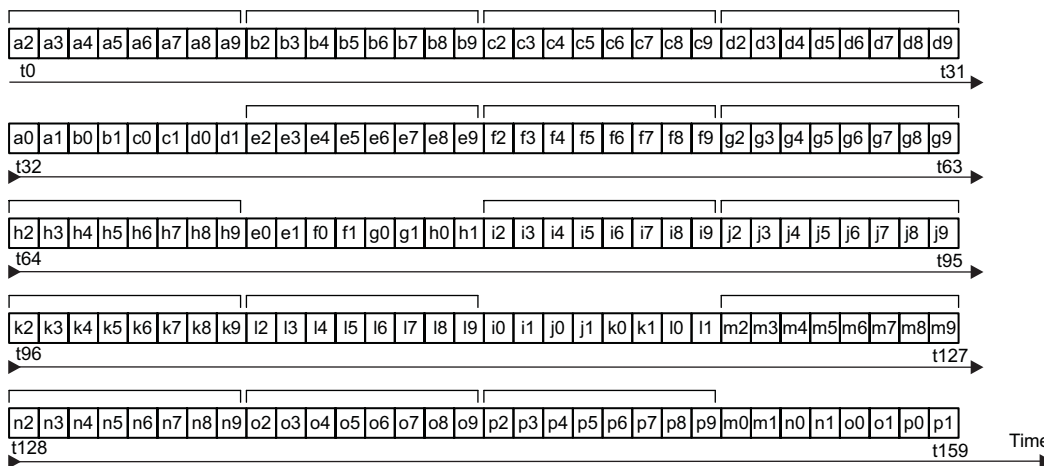 a2 a3 a4 a5 a6 a7 a8 a9 b2 b3 b4 b5 b6 b7 b8 b9 c2 c3 c4 c5 c6 c7 c8 c9 d2 d3 d4 d5 d6 d7 d8 d9
t0 t31
a0 a1 b0 b1 c0 c1 d0 d1 e2 e3 e4 e5 e6 e7 e8 e9 f2 f3 f4 f5 f6 f7 f8 f9 g2 g3 g4 g5 g6 g7 g8 g9
t32 t63
h2 h3 h4 h5 h6 h7 h8 h9 e0 e1 f0 f1 g0 g1 h0 h1 i2 i3 i4 i5 i6 i7 i8 i9 j2 j3 j4 j5 j6 j7 j8 j9
t64 t95
k2 k3 k4 k5 k6 k7 k8 k9 l2 l3 l4 l5 l6 l7 l8 l9 i0 i1 j0 j1 k0 k1 l0 l1 m2 m3 m4 m5 m6 m7 m8 m9
t96 t127
n2 n3 n4 n5 n6 n7 n8 n9 o2 o3 o4 o5 o6 o7 o8 o9 p2 p3 p4 p5 p6 p7 p8 p9 m0 m1 n0 n1 o0 o1 p0 p1
t128 t159 Time